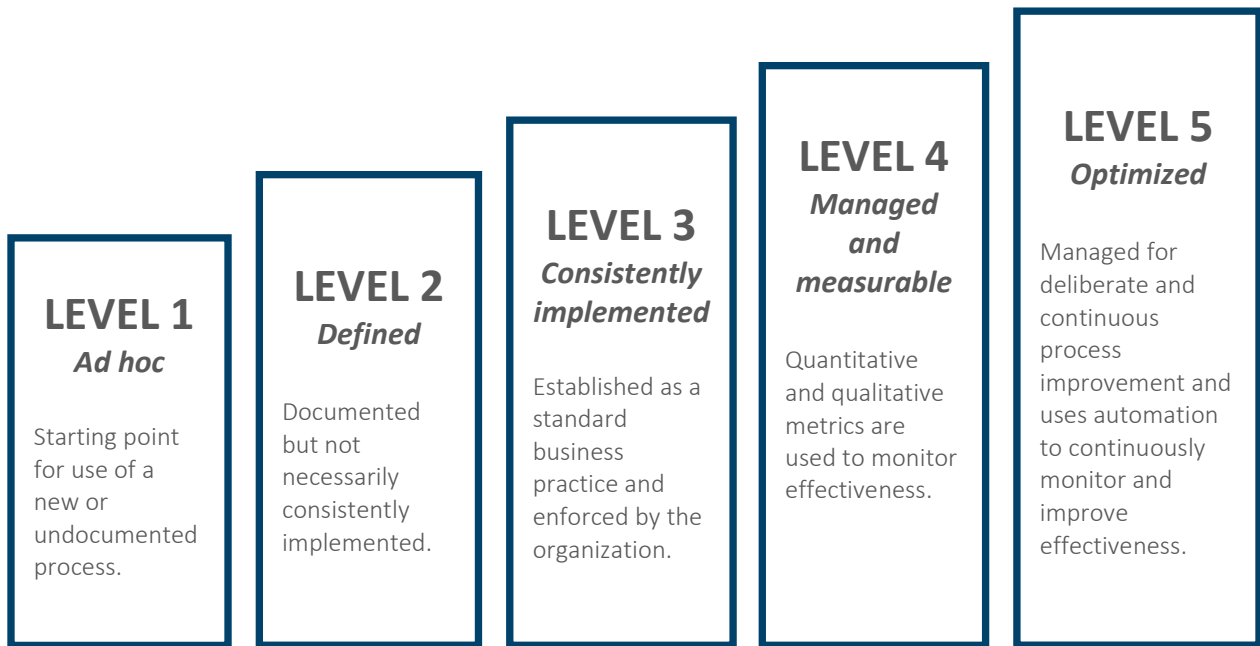 LEVEL 1
Ad hoc
Starting point
for use of a
new or
undocumented
process.
LEVEL 2
Defined
Documented
but not
necessarily
consistently
implemented.
LEVEL 3
Consistently
implemented
Established as a
standard
business
practice and
enforced by the
organization.
LEVEL 4
Managed
and
measurable
Quantitative
and qualitative
metrics are
used to monitor
effectiveness.
LEVEL 5
Optimized
Managed for
deliberate and
continuous
process
improvement and
uses automation
to continuously
monitor and
improve
effectiveness.